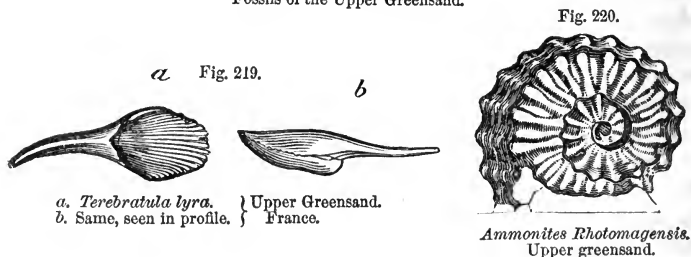 Fossils of the Upper Greensand.
Fig. 220.
a Fig. 219.
b
a. Terebratula lyra. } Upper Greensand.
b. Same, seen in profile. } France.
Ammonites Rhotomagensis.
Upper greensand.